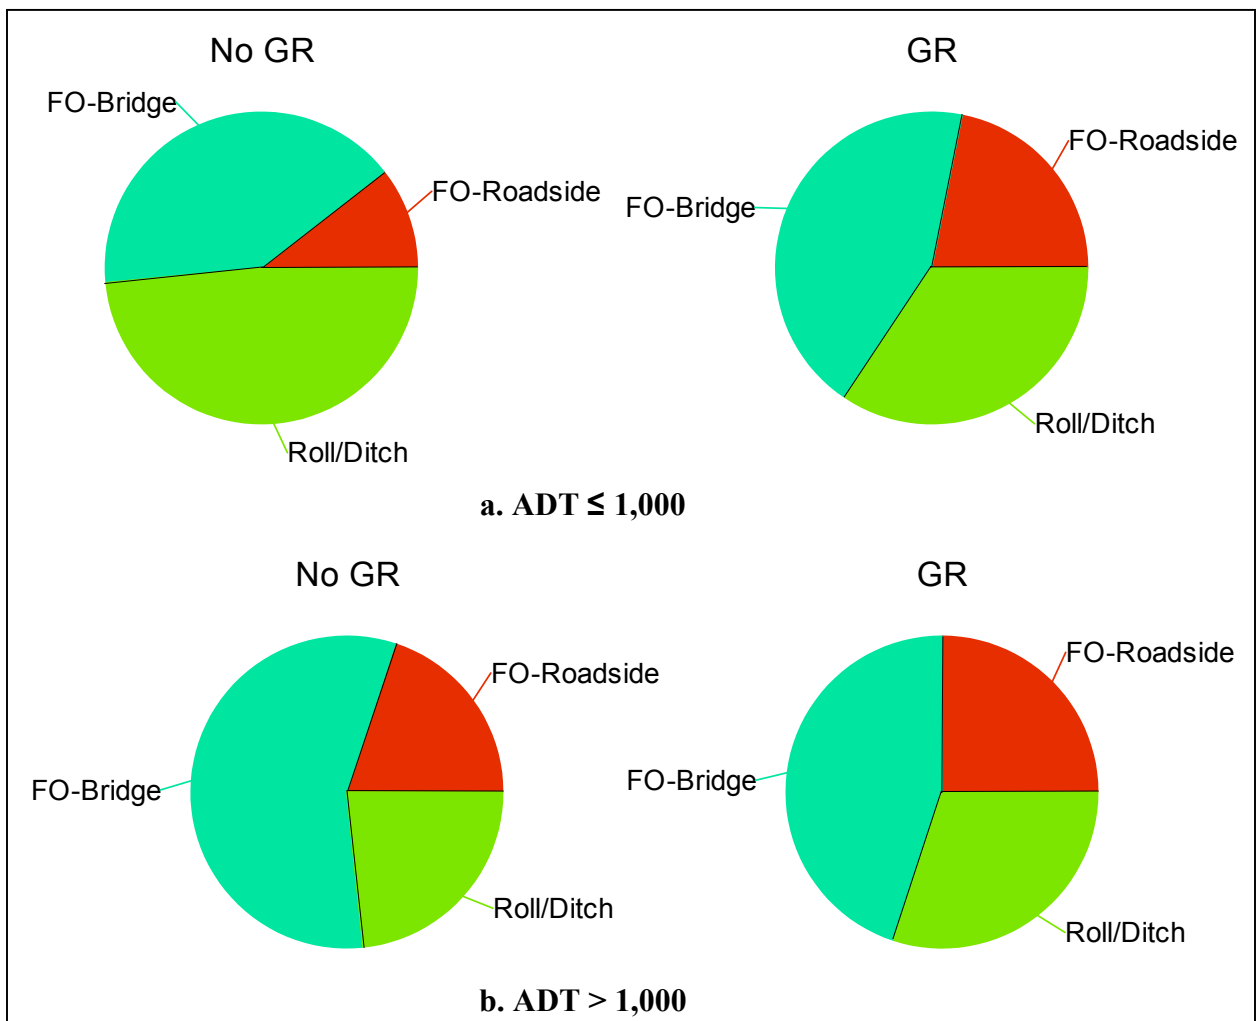 No GR
GR
FO-Bridge
FO-Roadside
FO-Roadside
FO-Bridge
Roll/Ditch
Roll/Ditch
a. ADT ≤ 1,000
No GR
GR
FO-Roadside
FO-Roadside
FO-Bridge
FO-Bridge
Roll/Ditch
Roll/Ditch
b. ADT > 1,000